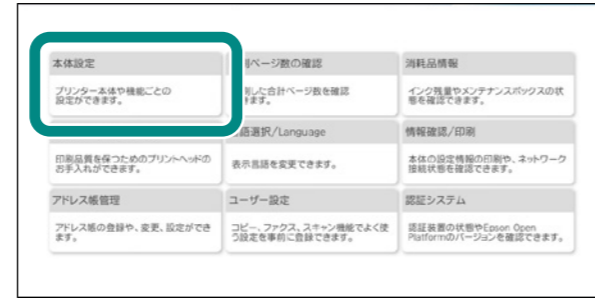 本体設定
プリンター本体や機能ごとの
設定ができます。
ページ数の確認
した合計ページ数を確認
きます。
消耗品情報
インク残量やメンテナンスボックスの状
態を確認できます。
印刷品質を保つためのプリントヘッドの
お手入れができます。
語選択/Language
表示言語を変更できます。
情報確認/印刷
本体の設定情報の印刷や、ネットワーク
接続状態を確認できます。
アドレス帳管理
アドレス帳の登録や、変更、設定ができ
ます。
ユーザー設定
コピー、ファクス、スキャン機能でよく使
う設定を事前に登録できます。
認証システム
認証装置の状態やEpson Open
Platformのバージョンを確認できます。